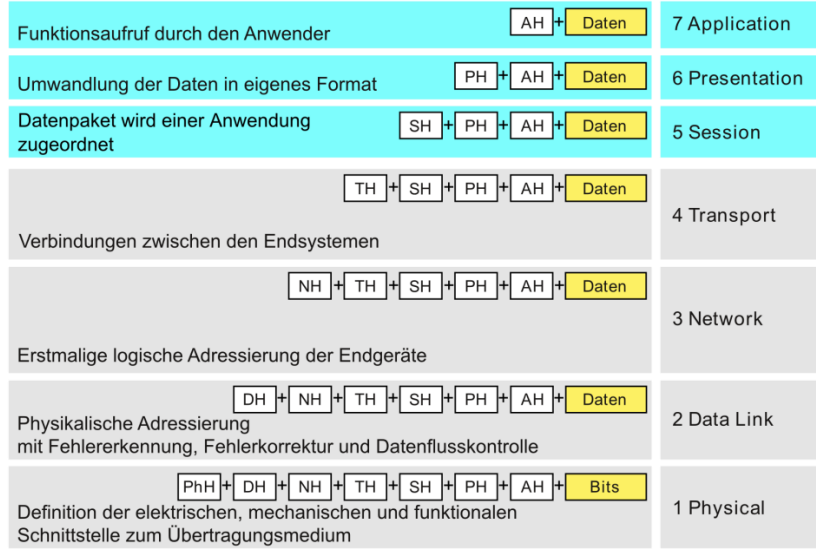 AH + Daten
Funktionsaufruf durch den Anwender
7 Application
PH + AH + Daten
Umwandlung der Daten in eigenes Format
6 Presentation
Datenpaket wird einer Anwendung
zugeordnet
SH + PH + AH + Daten
5 Session
TH + SH + PH + AH + Daten
Verbindungen zwischen den Endsystemen
4 Transport
NH + TH + SH + PH + AH + Daten
Erstmalige logische Adressierung der Endgeräte
3 Network
DH + NH + TH + SH + PH + AH + Daten
Physikalische Adressierung
mit Fehlererkennung, Fehlerkorrektur und Datenflusskontrolle
2 Data Link
PhH + DH + NH + TH + SH + PH + AH + Bits
Definition der elektrischen, mechanischen und funktionalen
Schnittstelle zum Übertragungsmedium
1 Physical